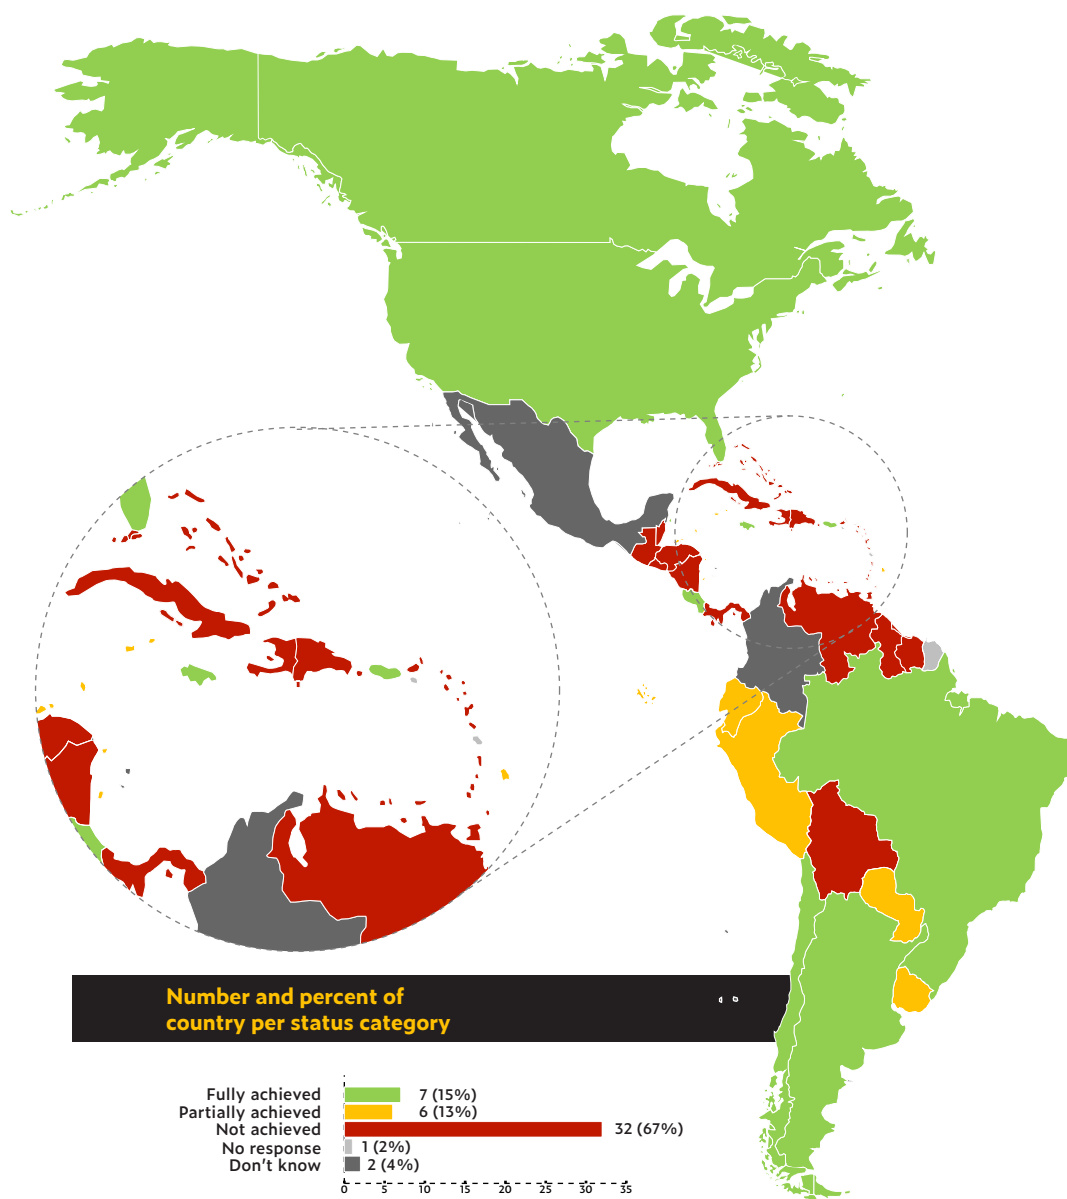 Number and percent of
country per status category
Fully achieved 7 (15%)
Partially achieved 6 (13%)
Not achieved 32 (67%)
No response 1 (2%)
Don't know 2 (4%)
0 5 10 15 20 25 30 35